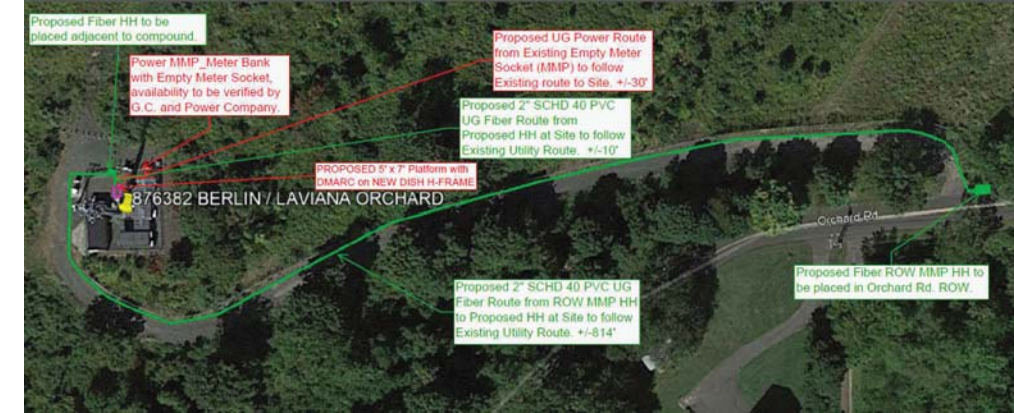 Proposed Fiber HH to be
placed adjacent to compound.
Power MMP_Meter Bank
with Empty Meter Socket,
availability to be verified by
G.C. and Power Company.
Proposed UG Power Route
from Existing Empty Meter
Socket (MMP) to follow
Existing route to Site. +/-30'
Proposed 2" SCHD 40 PVC
UG Fiber Route from
Proposed HH at Site to follow
Existing Utility Route. +/-10'
PROPOSED 5' x 7' Platform with
DMARC on NEW DISH H-FRAME
876382 BERLIN / LAVIANA ORCHARD
Orchard Rd
Proposed Fiber ROW MMP HH to
be placed in Orchard Rd. ROW.
Proposed 2" SCHD 40 PVC UG
Fiber Route from ROW MMP HH
to Proposed HH at Site to follow
Existing Utility Route. +/-814'